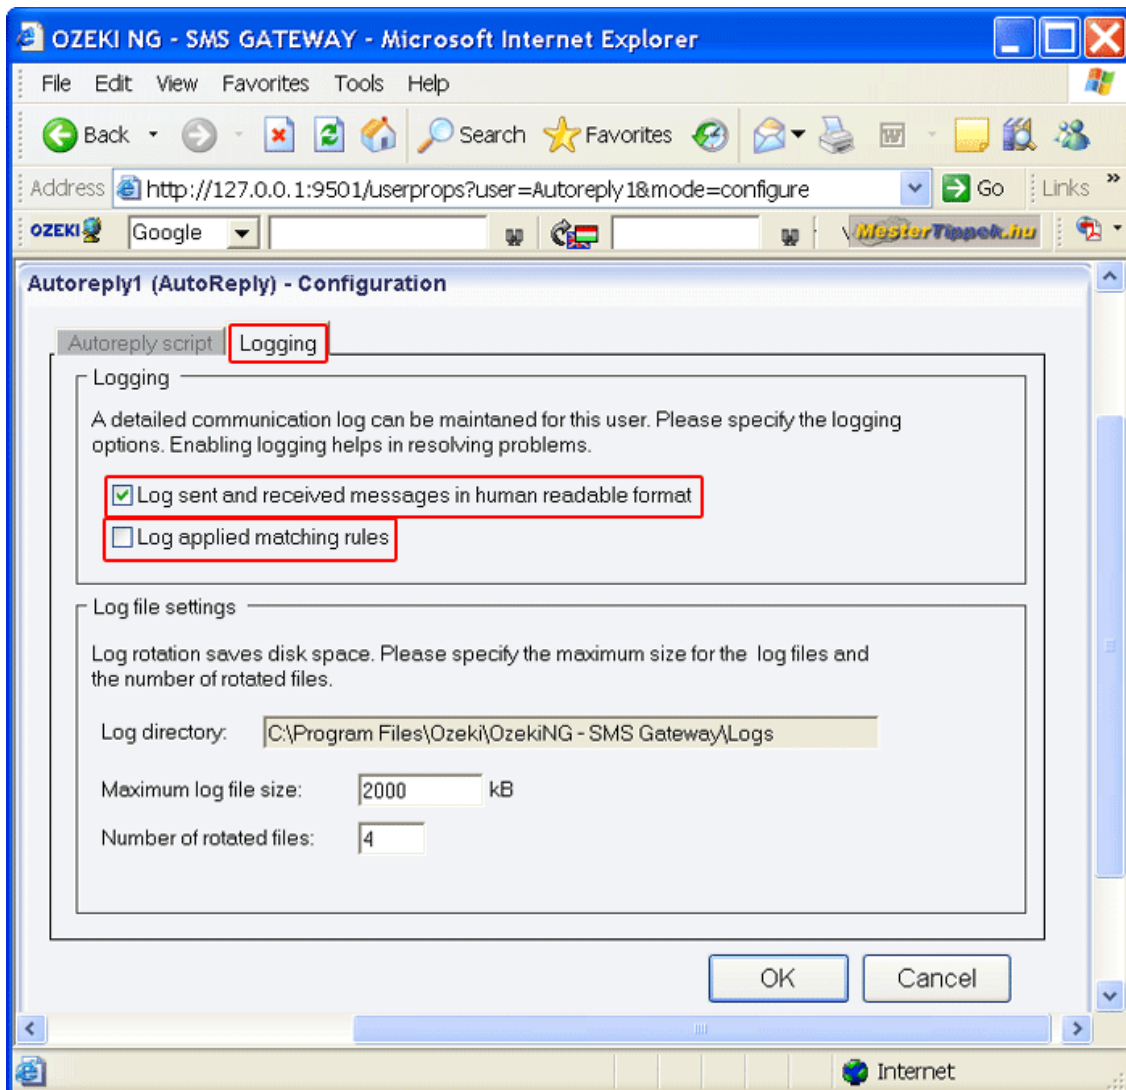 OZEKI NG - SMS GATEWAY - Microsoft Internet Explorer
File Edit View Favorites Tools Help
Back Search Favorites
Address http://127.0.0.1:9501/userprops?user=Autoreply1&mode=configure Go Links »
OZEKI Google MesterTippek.hu
Autoreply1 (AutoReply) - Configuration
Autoreply script Logging
Logging
A detailed communication log can be maintaned for this user. Please specify the logging
options. Enabling logging helps in resolving problems.
Log sent and received messages in human readable format
Log applied matching rules
Log file settings
Log rotation saves disk space. Please specify the maximum size for the log files and
the number of rotated files.
Log directory: C:\Program Files\Ozeki\OzekiNG - SMS Gateway\Logs
Maximum log file size: 2000 kB
Number of rotated files: 4
OK Cancel
Internet